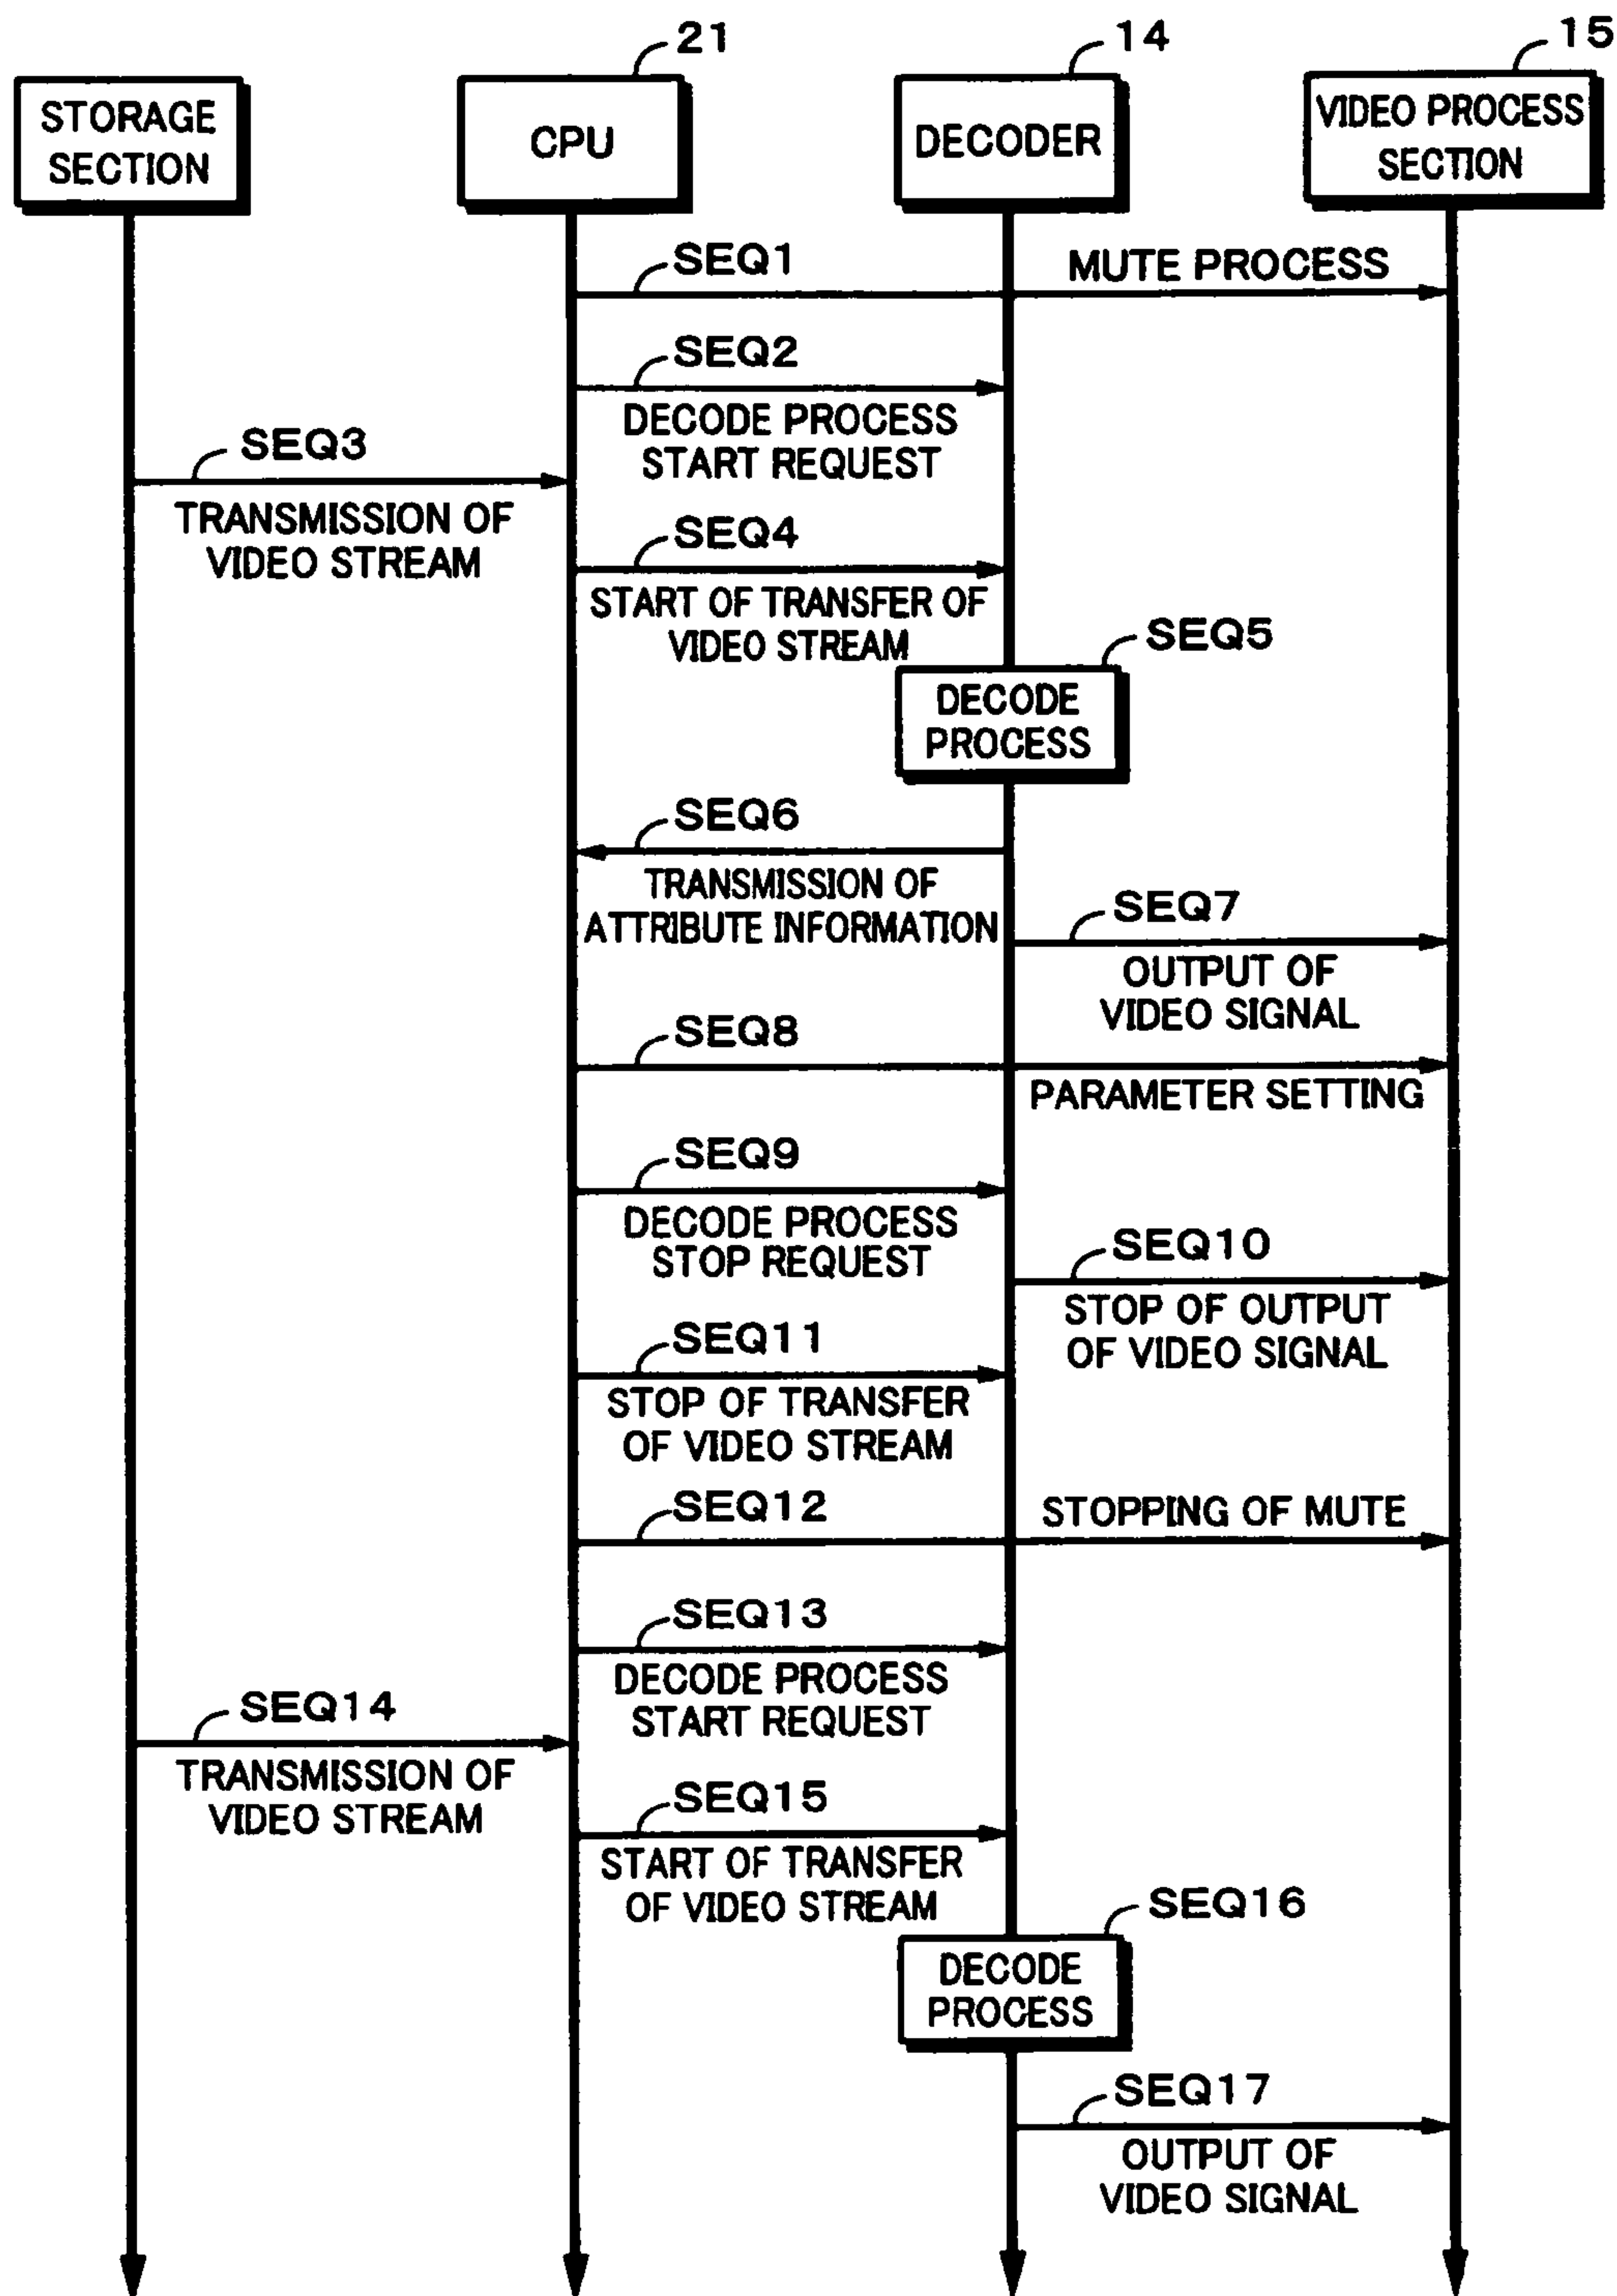 21
14
15
STORAGE
SECTION
CPU
DECODER
VIDEO PROCESS
SECTION
SEQ1
MUTE PROCESS
SEQ2
DECODE PROCESS
START REQUEST
SEQ3
TRANSMISSION OF
VIDEO STREAM
SEQ4
START OF TRANSFER OF
VIDEO STREAM
SEQ5
DECODE
PROCESS
SEQ6
TRANSMISSION OF
ATTRIBUTE INFORMATION
SEQ7
OUTPUT OF
VIDEO SIGNAL
SEQ8
PARAMETER SETTING
SEQ9
DECODE PROCESS
STOP REQUEST
SEQ10
STOP OF OUTPUT
OF VIDEO SIGNAL
SEQ11
STOP OF TRANSFER
OF VIDEO STREAM
SEQ12
STOPPING OF MUTE
SEQ13
DECODE PROCESS
START REQUEST
SEQ14
TRANSMISSION OF
VIDEO STREAM
SEQ15
START OF TRANSFER
OF VIDEO STREAM
SEQ16
DECODE
PROCESS
SEQ17
OUTPUT OF
VIDEO SIGNAL